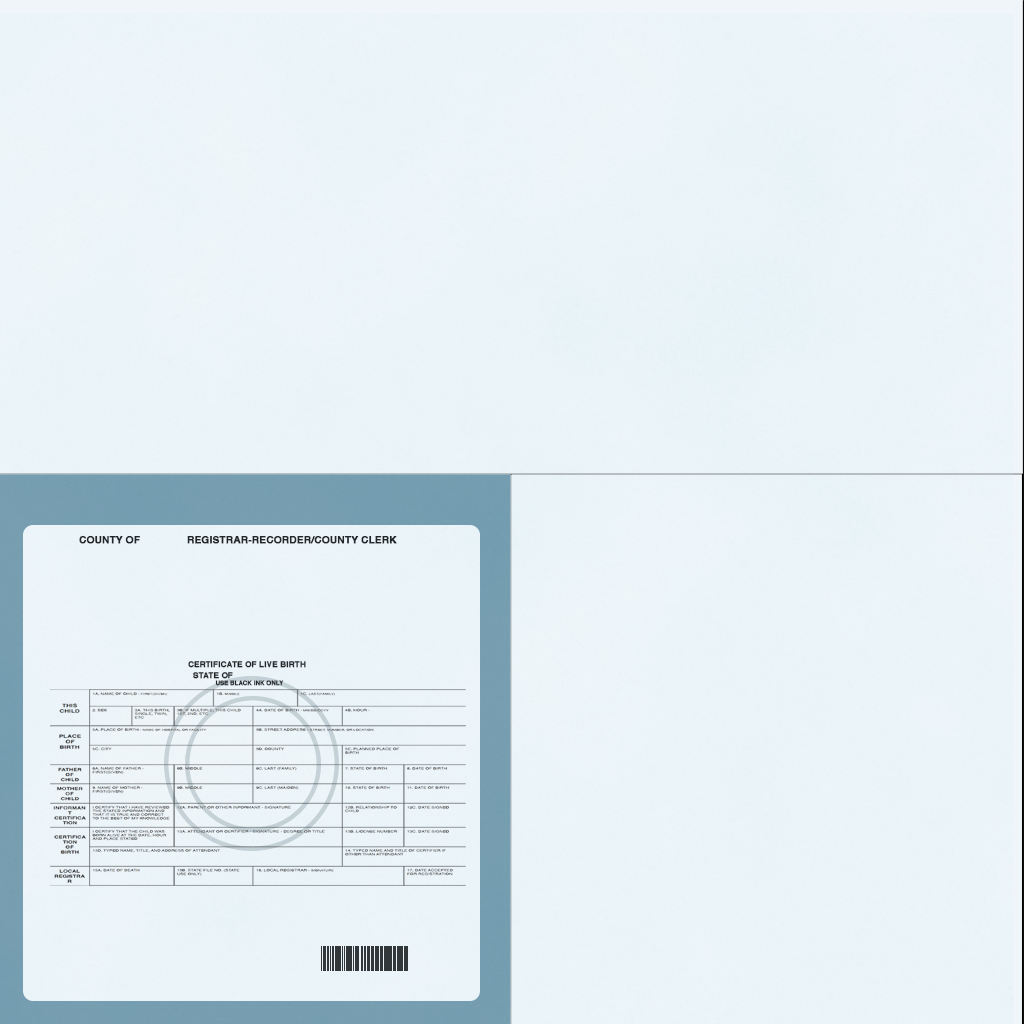 COUNTY OF REGISTRAR-RECORDER/COUNTY CLERK
CERTIFICATE OF LIVE BIRTH
STATE OF
USE BLACK INK ONLY
THIS CHILD
1A. NAME OF CHILD - FIRST(GIVEN) 1B. MIDDLE 1C. LAST(FAMILY)
2. SEX 3A. THIS BIRTH, SINGLE, TWIN, ETC 3B. IF MULTIPLE, THIS CHILD 1ST, 2ND, ETC 4A. DATE OF BIRTH - MM/DD/CCYY 4B. HOUR -
PLACE OF BIRTH
5A. PLACE OF BIRTH - NAME OF HOSPITAL OR FACILITY 5B. STREET ADDRESS - STREET NUMBER, OR LOCATION
5C. CITY 5D. COUNTY 5E. PLANNED PLACE OF BIRTH
FATHER OF CHILD
6A. NAME OF FATHER - FIRST(GIVEN) 6B. MIDDLE 6C. LAST (FAMILY) 7. STATE OF BIRTH 8. DATE OF BIRTH
MOTHER OF CHILD
9. NAME OF MOTHER - FIRST(GIVEN) 9B. MIDDLE 9C. LAST (MAIDEN) 10. STATE OF BIRTH 11. DATE OF BIRTH
INFORMAN T CERTIFICA TION
I CERTIFY THAT I HAVE REVIEWED THE STATED INFORMATION AND THAT IT IS TRUE AND CORRECT TO THE BEST OF MY KNOWLEDGE 12A. PARENT OR OTHER INFORMANT - SIGNATURE 12B. RELATIONSHIP TO CHILD 12C. DATE SIGNED
CERTIFICA TION OF BIRTH
I CERTIFY THAT THE CHILD WAS BORN ALIVE AT THE DATE, HOUR AND PLACE STATED 13A. ATTENDANT OR CERTIFIER - SIGNATURE - DEGREE OR TITLE 13B. LICENSE NUMBER 13C. DATE SIGNED
13D. TYPED NAME, TITLE, AND ADDRESS OF ATTENDANT 14. TYPED NAME AND TITLE OF CERTIFIER IF OTHER THAN ATTENDANT
LOCAL REGISTRA R
15A. DATE OF DEATH 15B. STATE FILE NO. (STATE USE ONLY) 16. LOCAL REGISTRAR - SIGNATURE 17. DATE ACCEPTED FOR REGISTRATION